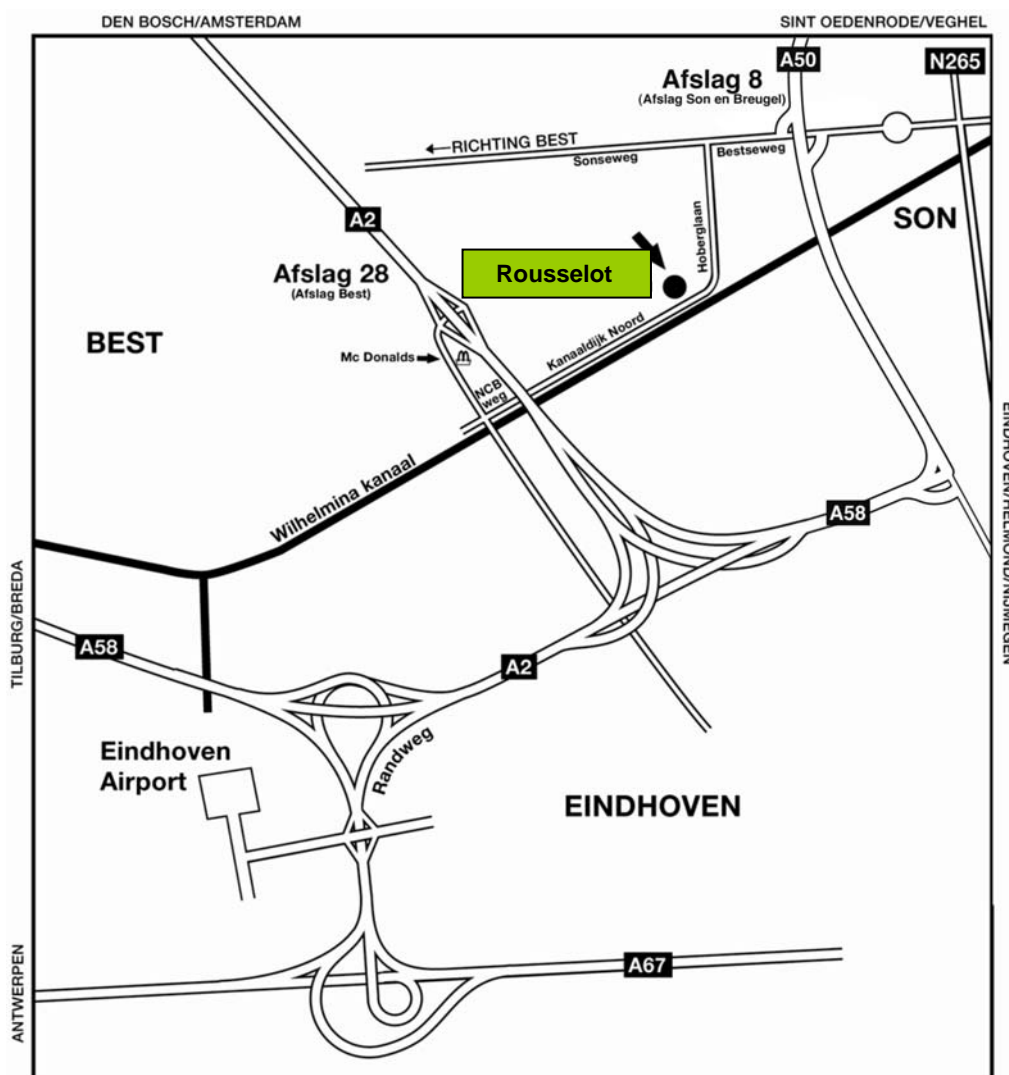 DEN BOSCH/AMSTERDAM
SINT OEDENRODE/VEGHEL
A50
N265
Afslag 8
(Afslag Son en Breugel)
←RICHTING BEST
Sonseweg
Bestseweg
A2
SON
Hoberglaan
Rousselot
Afslag 28
(Afslag Best)
BEST
Mc Donalds
Kanaaldijk Noord
NCB
weg
Wilhelmina kanaal
A58
EINDHOVEN/HELMOND/NIJMEGEN
TILBURG/BREDA
A58
A2
Randweg
Eindhoven
Airport
EINDHOVEN
A67
ANTWERPEN